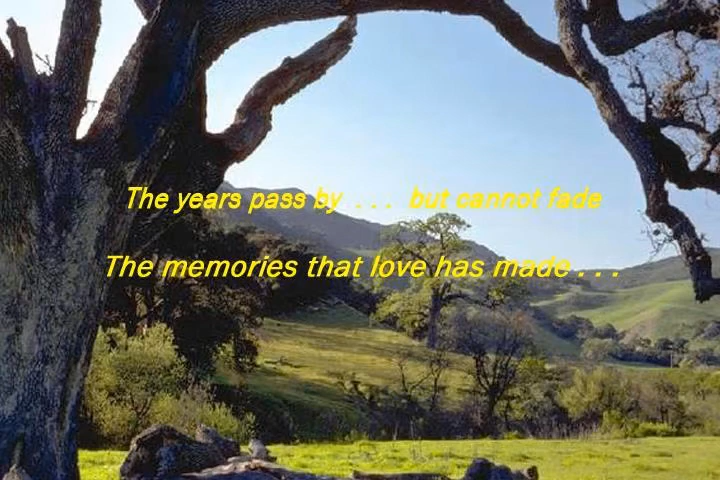 The years pass by . . . but cannot fade
The memories that love has made . . .